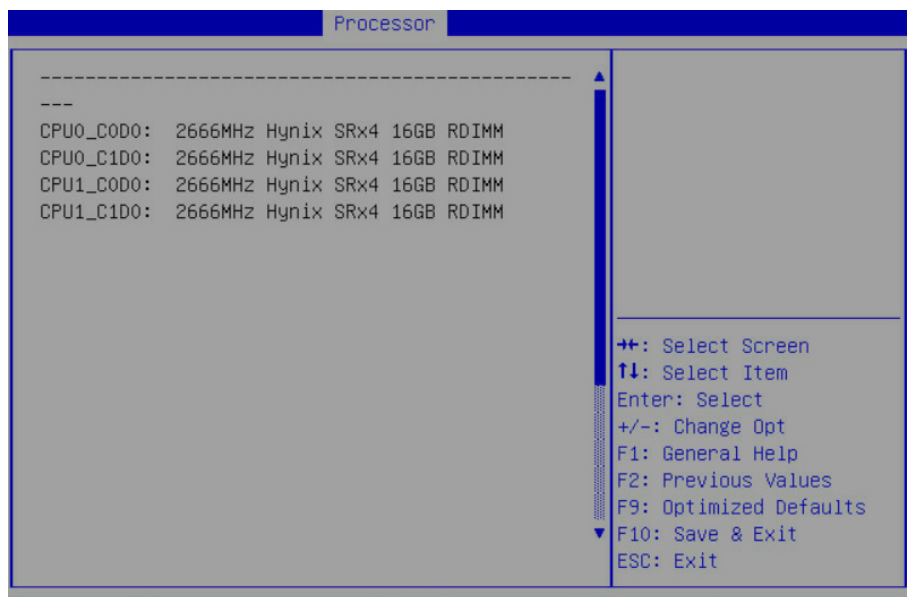 Processor
-----------------------------------------------
---
CPU0_C0D0: 2666MHz Hynix SRx4 16GB RDIMM
CPU0_C1D0: 2666MHz Hynix SRx4 16GB RDIMM
CPU1_C0D0: 2666MHz Hynix SRx4 16GB RDIMM
CPU1_C1D0: 2666MHz Hynix SRx4 16GB RDIMM
→←: Select Screen
↑↓: Select Item
Enter: Select
+/-: Change Opt
F1: General Help
F2: Previous Values
F9: Optimized Defaults
F10: Save & Exit
ESC: Exit